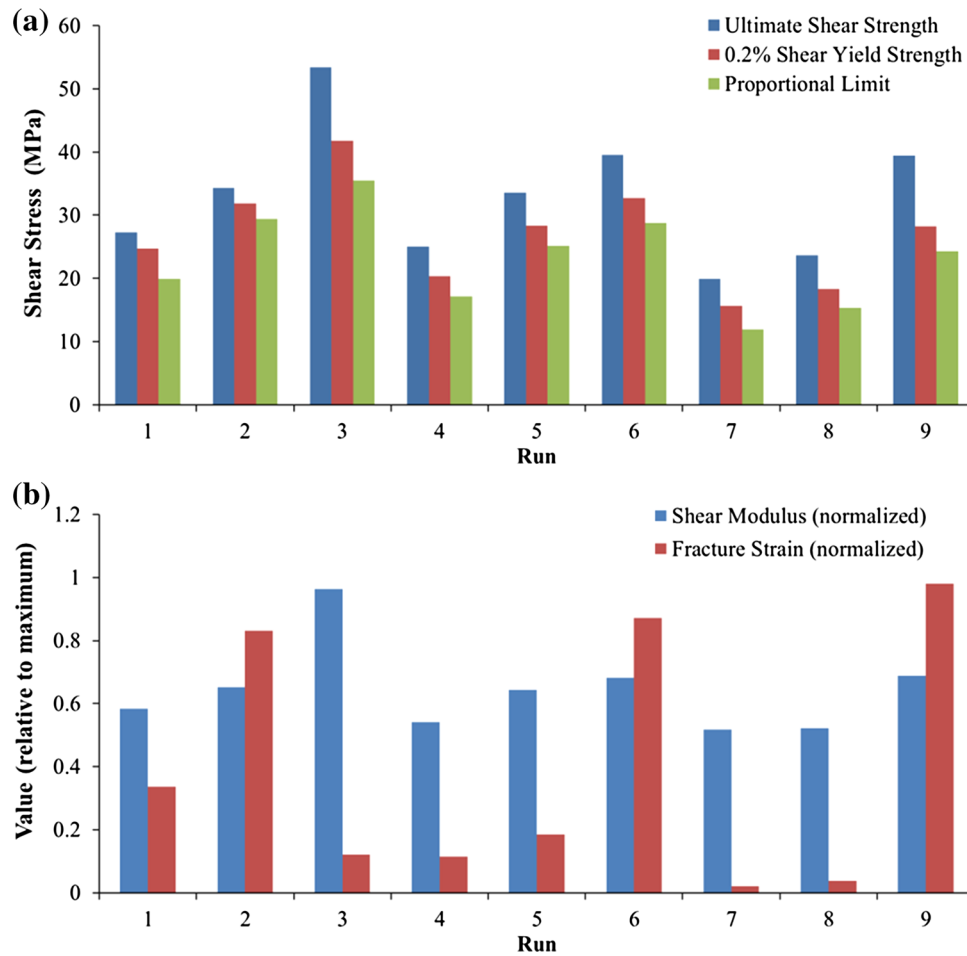 (a)
Ultimate Shear Strength
0.2% Shear Yield Strength
Proportional Limit
Shear Stress (MPa)
60
50
40
30
20
10
0
1 2 3 4 5 6 7 8 9
Run
(b)
Shear Modulus (normalized)
Fracture Strain (normalized)
Value (relative to maximum)
1.2
1
0.8
0.6
0.4
0.2
0
1 2 3 4 5 6 7 8 9
Run